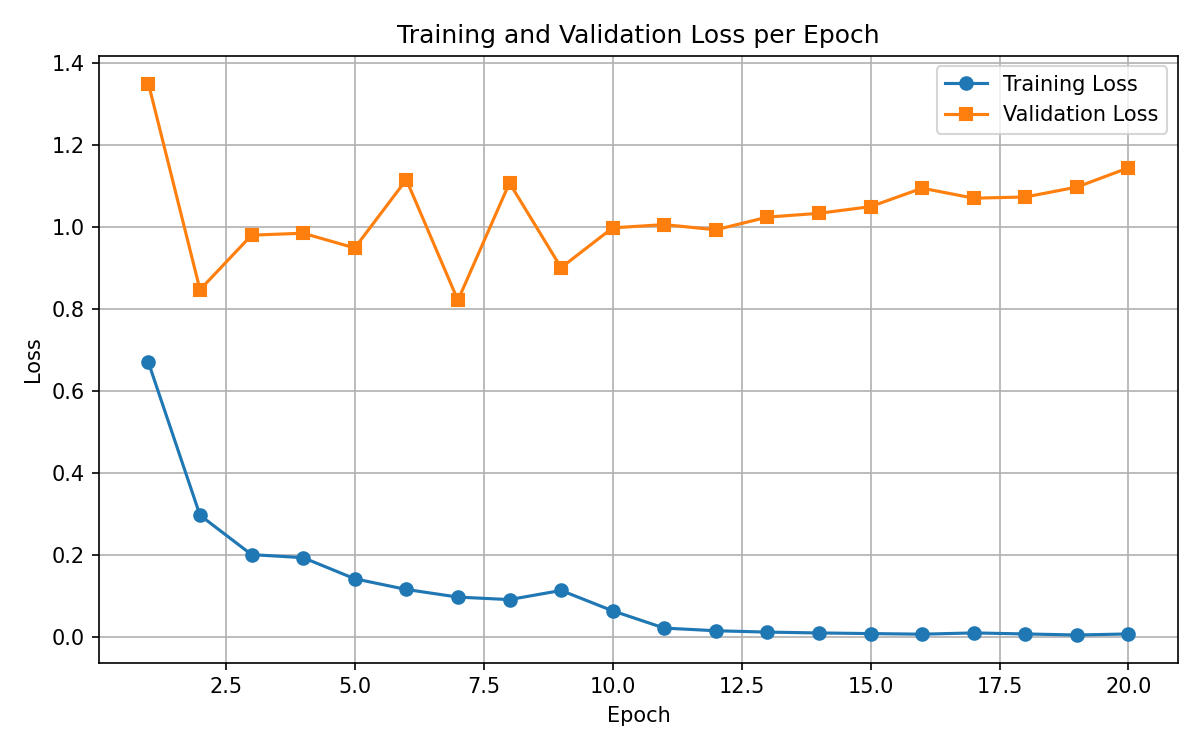 Training and Validation Loss per Epoch
1.4
1.2
1.0
0.8
0.6
0.4
0.2
0.0
Loss
Training Loss
Validation Loss
2.5 5.0 7.5 10.0 12.5 15.0 17.5 20.0
Epoch